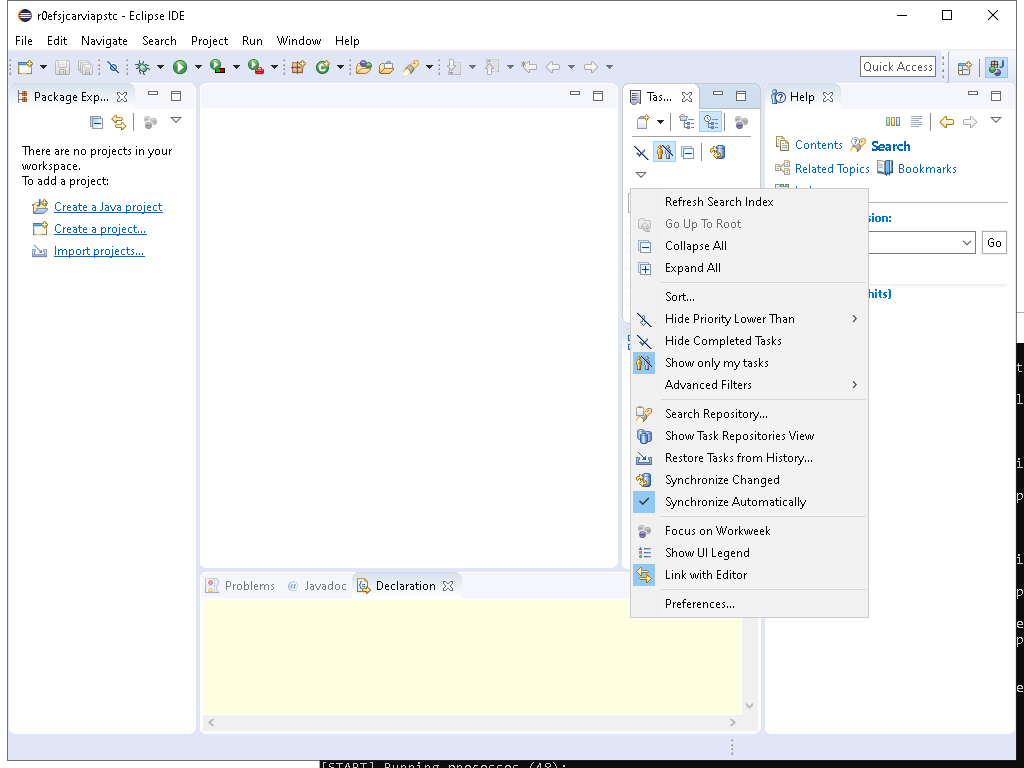 r0efsjcarviapstc - Eclipse IDE
File Edit Navigate Search Project Run Window Help
Quick Access
Package Exp...
Tas...
Help
There are no projects in your
workspace.
To add a project:
Create a Java project
Create a project...
Import projects...
Contents
Search
Related Topics
Bookmarks
sion:
Go
hits)
Refresh Search Index
Go Up To Root
Collapse All
Expand All
Sort...
Hide Priority Lower Than
Hide Completed Tasks
Show only my tasks
Advanced Filters
Search Repository...
Show Task Repositories View
Restore Tasks from History...
Synchronize Changed
Synchronize Automatically
Focus on Workweek
Show UI Legend
Link with Editor
Preferences...
Problems
@ Javadoc
Declaration
[START] Running processes (48):